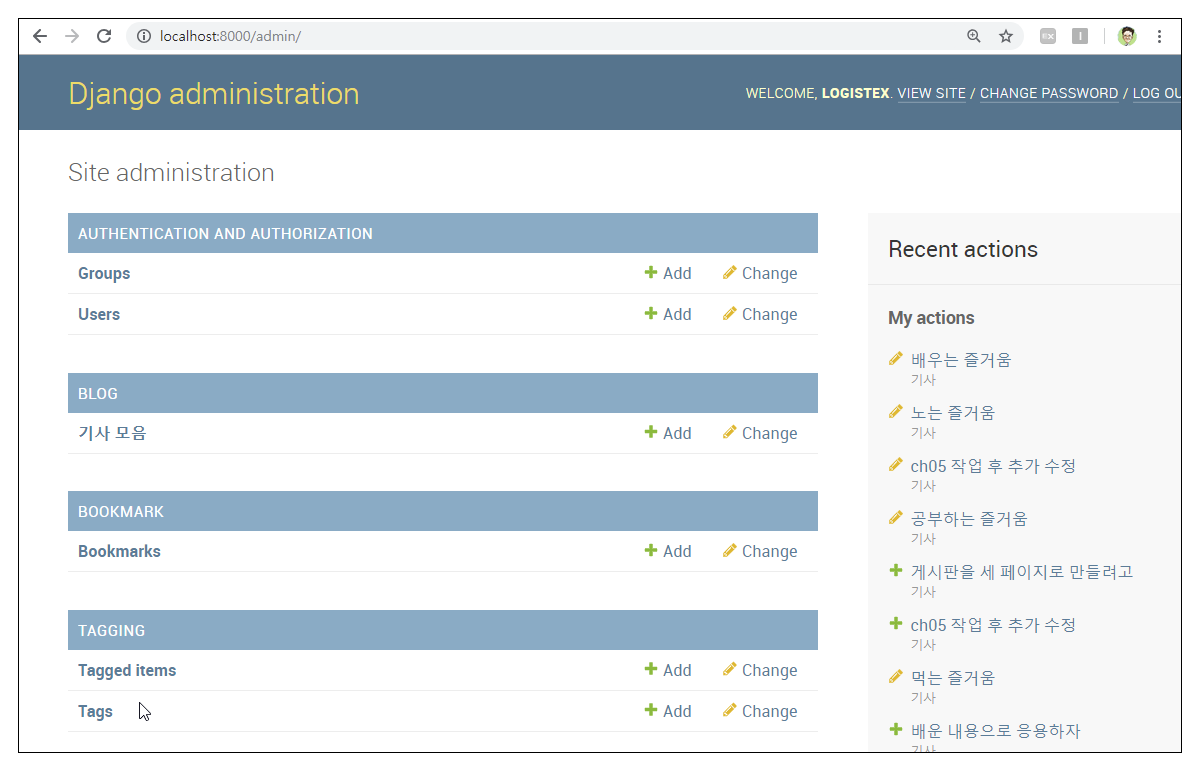 localhost:8000/admin/
Django administration
WELCOME, LOGISTEX. VIEW SITE / CHANGE PASSWORD / LOG OU
Site administration
AUTHENTICATION AND AUTHORIZATION
Groups Add Change
Users Add Change
BLOG
기사 모음 Add Change
BOOKMARK
Bookmarks Add Change
TAGGING
Tagged items Add Change
Tags Add Change
Recent actions
My actions
배우는 즐거움
기사
노는 즐거움
기사
ch05 작업 후 추가 수정
기사
공부하는 즐거움
기사
게시판을 세 페이지로 만들려고
기사
ch05 작업 후 추가 수정
기사
먹는 즐거움
기사
배운 내용으로 응용하자
기사